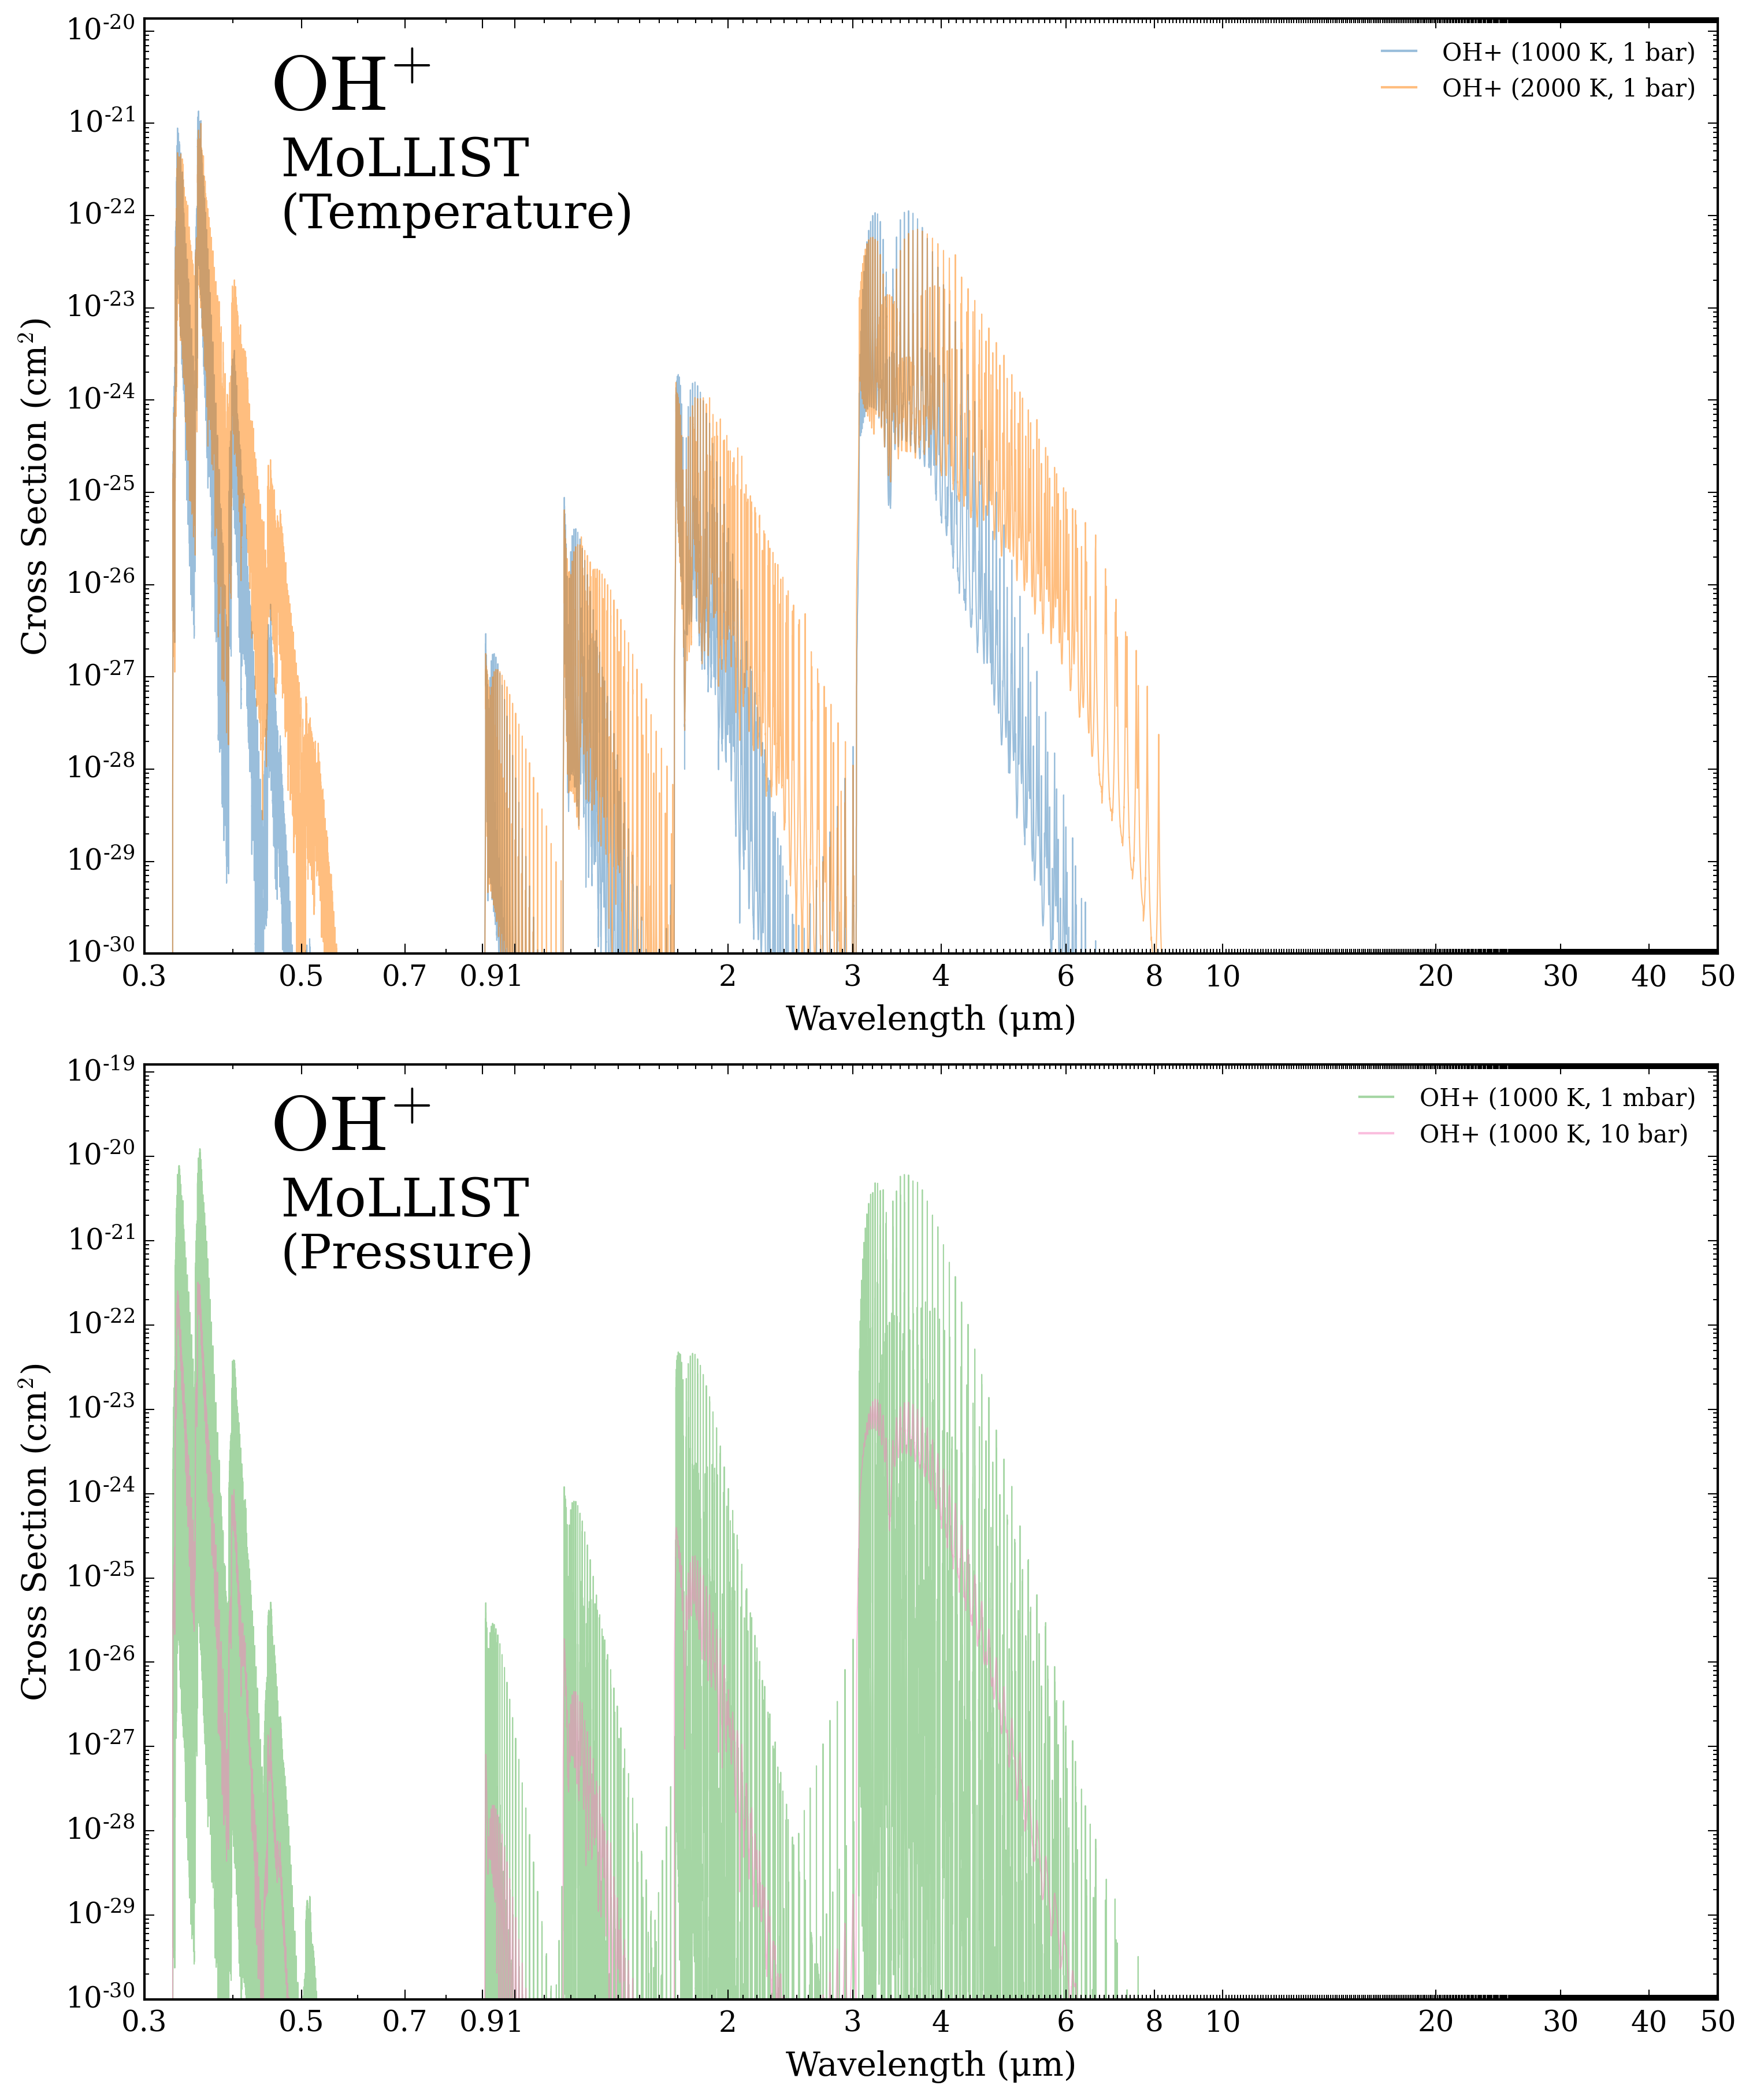 OH⁺
MoLLIST
(Temperature)
OH+ (1000 K, 1 bar)
OH+ (2000 K, 1 bar)
Cross Section (cm²)
10⁻²⁰
10⁻²¹
10⁻²²
10⁻²³
10⁻²⁴
10⁻²⁵
10⁻²⁶
10⁻²⁷
10⁻²⁸
10⁻²⁹
10⁻³⁰
0.3 0.5 0.7 0.9 1 2 3 4 6 8 10 20 30 40 50
Wavelength (μm)
OH⁺
MoLLIST
(Pressure)
OH+ (1000 K, 1 mbar)
OH+ (1000 K, 10 bar)
Cross Section (cm²)
10⁻¹⁹
10⁻²⁰
10⁻²¹
10⁻²²
10⁻²³
10⁻²⁴
10⁻²⁵
10⁻²⁶
10⁻²⁷
10⁻²⁸
10⁻²⁹
10⁻³⁰
0.3 0.5 0.7 0.9 1 2 3 4 6 8 10 20 30 40 50
Wavelength (μm)